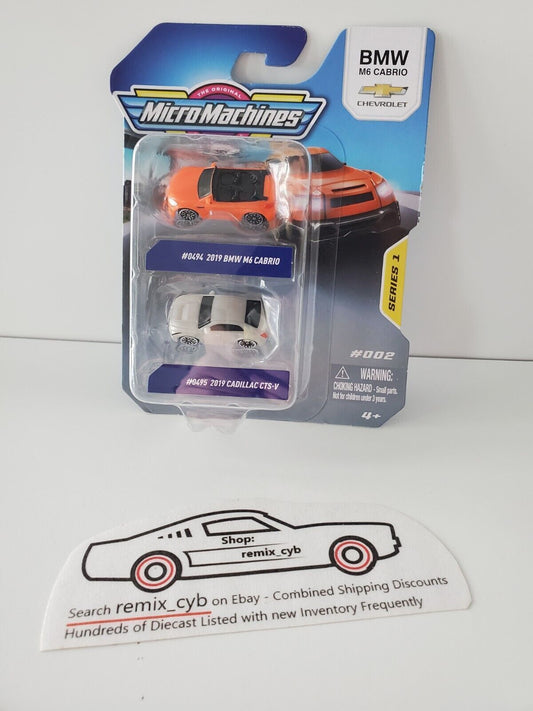 BMW
M6 CABRIO
CHEVROLET
THE ORIGINAL
MicroMachines
#0494 2019 BMW M6 CABRIO
SERIES 1
#002
#0495 2019 CADILLAC CTS-V
WARNING:
CHOKING HAZARD - Small parts.
Not for children under 3 years.
4+
Shop:
remix_cyb
Search remix_cyb on Ebay - Combined Shipping Discounts
Hundreds of Diecast Listed with new Inventory Frequently